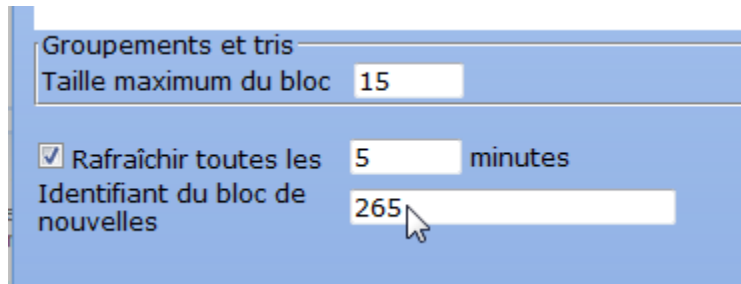 Groupements et tris
Taille maximum du bloc 15
Rafraîchir toutes les 5 minutes
Identifiant du bloc de
nouvelles 265